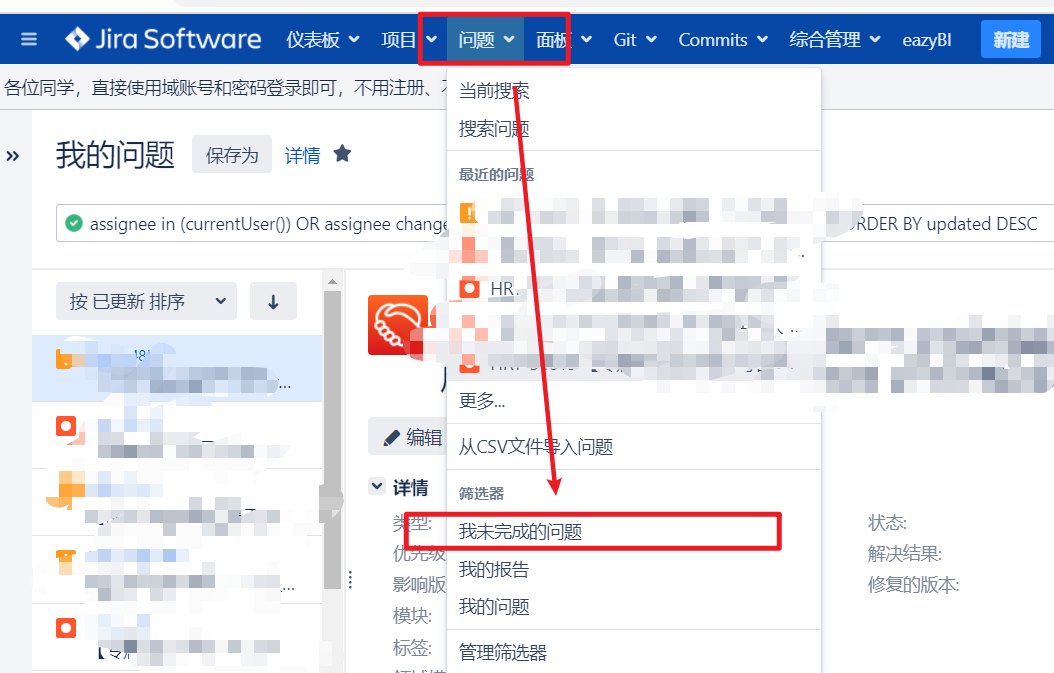 Jira Software 仪表板 项目 问题 面板 Git Commits 综合管理 eazyBI 新建
各位同学，直接使用域账号和密码登录即可，不用注册、
我的问题 保存为 详情
assignee in (currentUser()) OR assignee change
ORDER BY updated DESC
按 已更新 排序
编辑
详情
类型:
优先级
影响版
模块:
标签:
状态:
解决结果:
修复的版本:
当前搜索
搜索问题
最近的问题
HR
更多...
从CSV文件导入问题
筛选器
我未完成的问题
我的报告
我的问题
管理筛选器